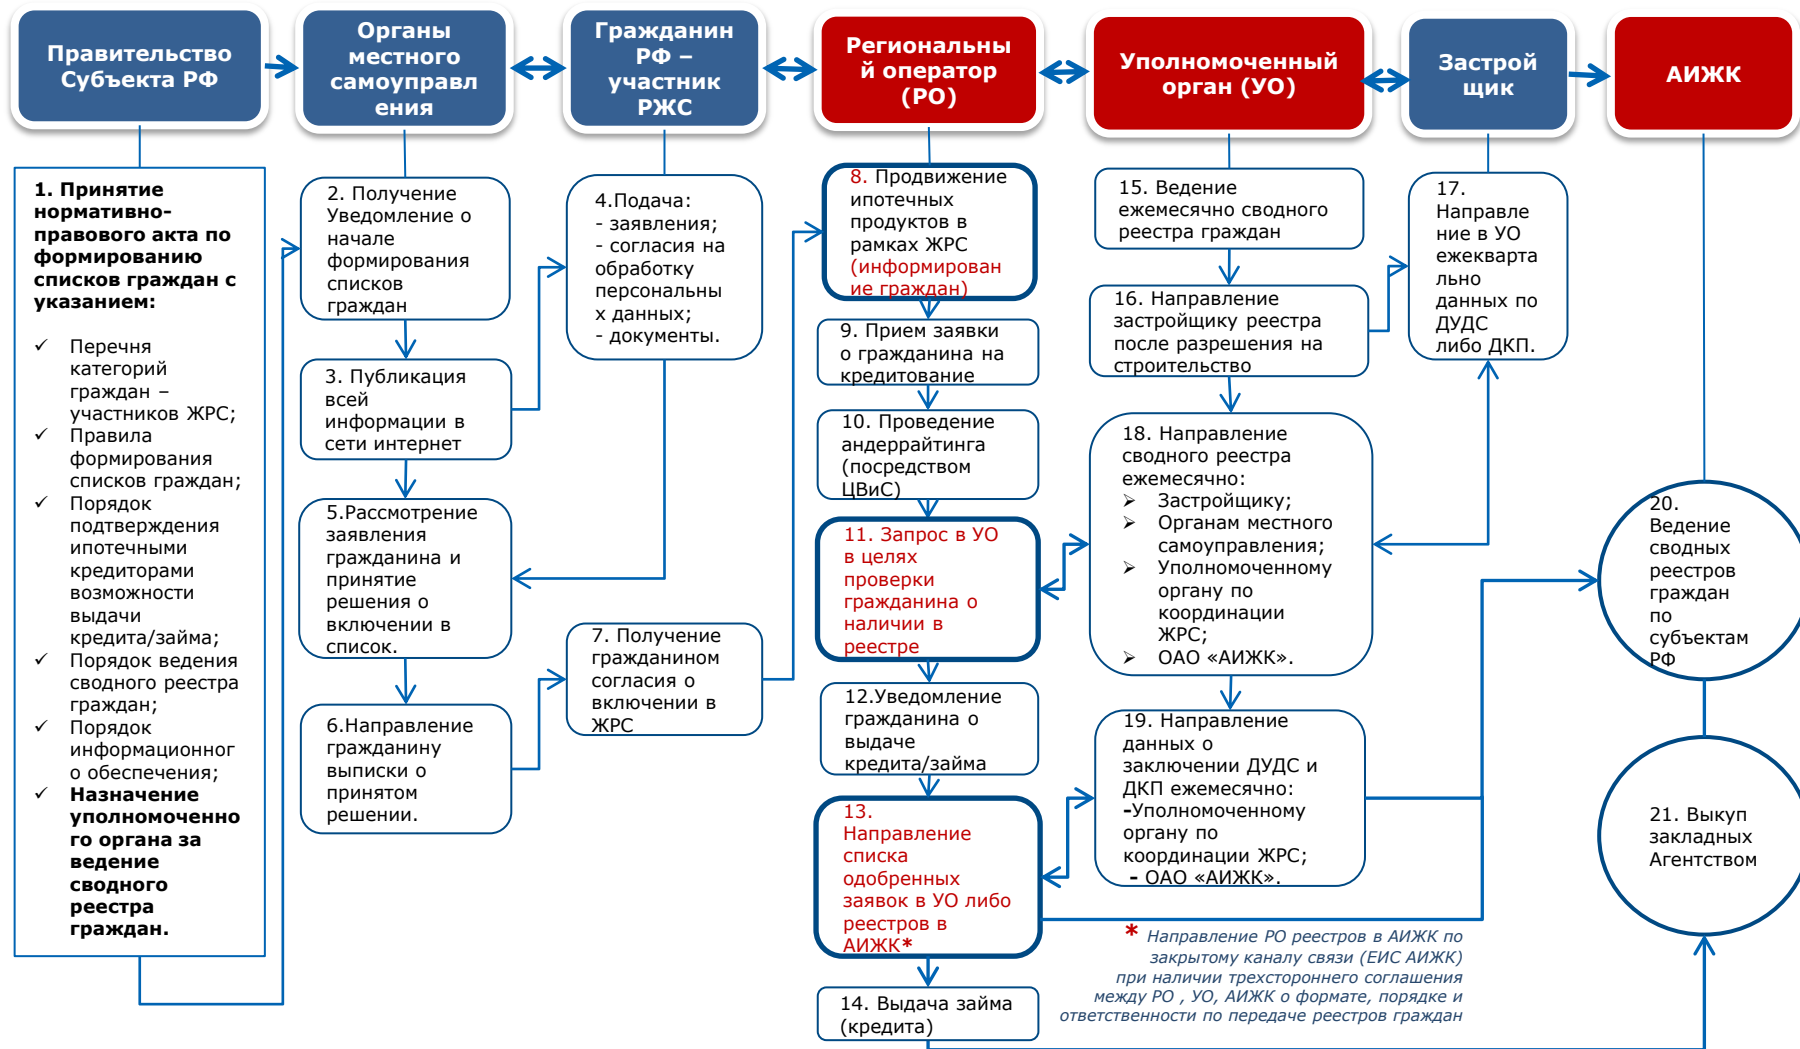 Правительство
Субъекта РФ
Органы
местного
самоуправл
ения
Гражданин
РФ –
участник
РЖС
Региональны
й оператор
(РО)
Уполномоченный
орган (УО)
Застрой
щик
АИЖК
1. Принятие
нормативно-
правового акта по
формированию
списков граждан с
указанием:
✓ Перечня
категорий
граждан –
участников ЖРС;
✓ Правила
формирования
списков граждан;
✓ Порядок
подтверждения
ипотечными
кредиторами
возможности
выдачи
кредита/займа;
✓ Порядок ведения
сводного реестра
граждан;
✓ Порядок
информационног
о обеспечения;
✓ Назначение
уполномоченно
го органа за
ведение
сводного
реестра
граждан.
2. Получение
Уведомление о
начале
формирования
списков
граждан
3. Публикация
всей
информации в
сети интернет
4.Подача:
- заявления;
- согласия на
обработку
персональны
х данных;
- документы.
5.Рассмотрение
заявления
гражданина и
принятие
решения о
включении в
список.
6.Направление
гражданину
выписки о
принятом
решении.
7. Получение
гражданином
согласия о
включении в
ЖРС
8. Продвижение
ипотечных
продуктов в
рамках ЖРС
(информирован
ие граждан)
9. Прием заявки
о гражданина на
кредитование
10. Проведение
андеррайтинга
(посредством
ЦВиС)
11. Запрос в УО
в целях
проверки
гражданина о
наличии в
реестре
12.Уведомление
гражданина о
выдаче
кредита/займа
13.
Направление
списка
одобренных
заявок в УО либо
реестров в
АИЖК*
14. Выдача займа
(кредита)
15. Ведение
ежемесячно сводного
реестра граждан
16. Направление
застройщику реестра
после разрешения на
строительство
17.
Направле
ние в УО
ежекварта
льно
данных по
ДУДС
либо ДКП.
18. Направление
сводного реестра
ежемесячно:
➢ Застройщику;
➢ Органам местного
самоуправления;
➢ Уполномоченному
органу по
координации
ЖРС;
➢ ОАО «АИЖК».
19. Направление
данных о
заключении ДУДС и
ДКП ежемесячно:
-Уполномоченному
органу по
координации ЖРС;
- ОАО «АИЖК».
20.
Ведение
сводных
реестров
граждан
по
субъектам
РФ
21. Выкуп
закладных
Агентством
* Направление РО реестров в АИЖК по
закрытому каналу связи (ЕИС АИЖК)
при наличии трехстороннего соглашения
между РО , УО, АИЖК о формате, порядке и
ответственности по передаче реестров граждан